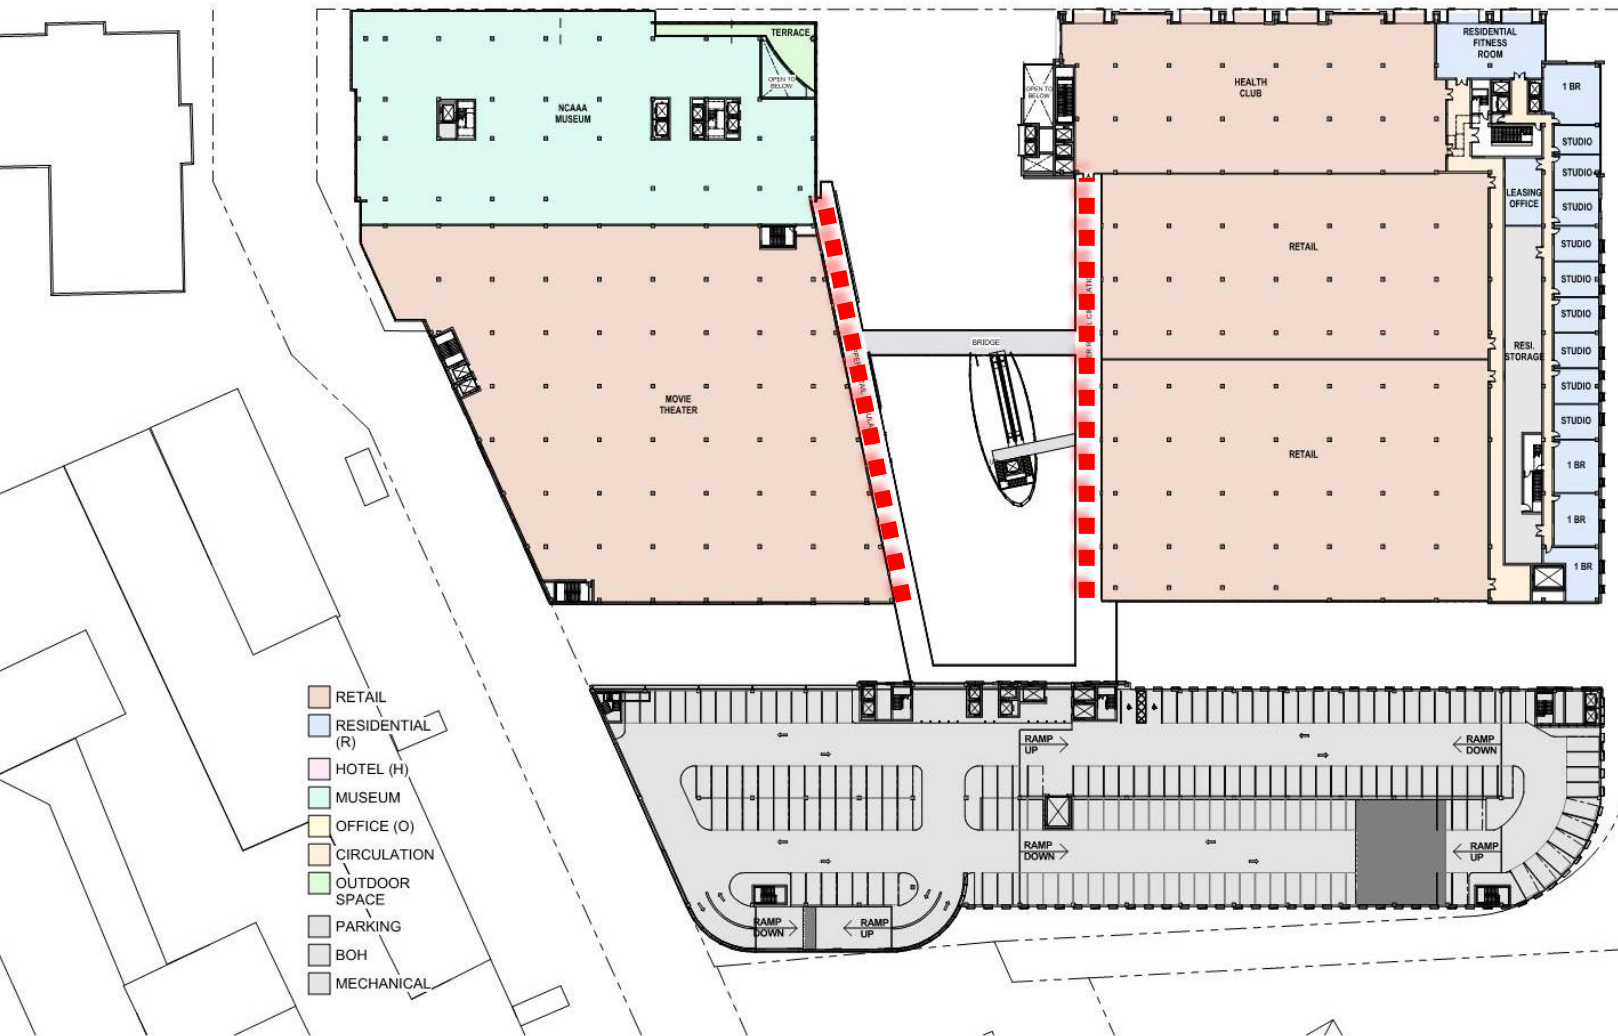 TERRACE
OPEN TO
BELOW
NCAAA
MUSEUM
OPEN TO
BELOW
HEALTH
CLUB
RESIDENTIAL
FITNESS
ROOM
1 BR
STUDIO
STUDIO
LEASING
OFFICE
STUDIO
RETAIL
STUDIO
STUDIO
STUDIO
BRIDGE
RESI.
STORAGE
STUDIO
STUDIO
MOVIE
THEATER
STUDIO
RETAIL
1 BR
1 BR
1 BR
RETAIL
RESIDENTIAL
(R)
HOTEL (H)
MUSEUM
OFFICE (O)
CIRCULATION
OUTDOOR
SPACE
PARKING
BOH
MECHANICAL
RAMP
UP
RAMP
DOWN
RAMP
DOWN
RAMP
UP
RAMP
DOWN
RAMP
UP